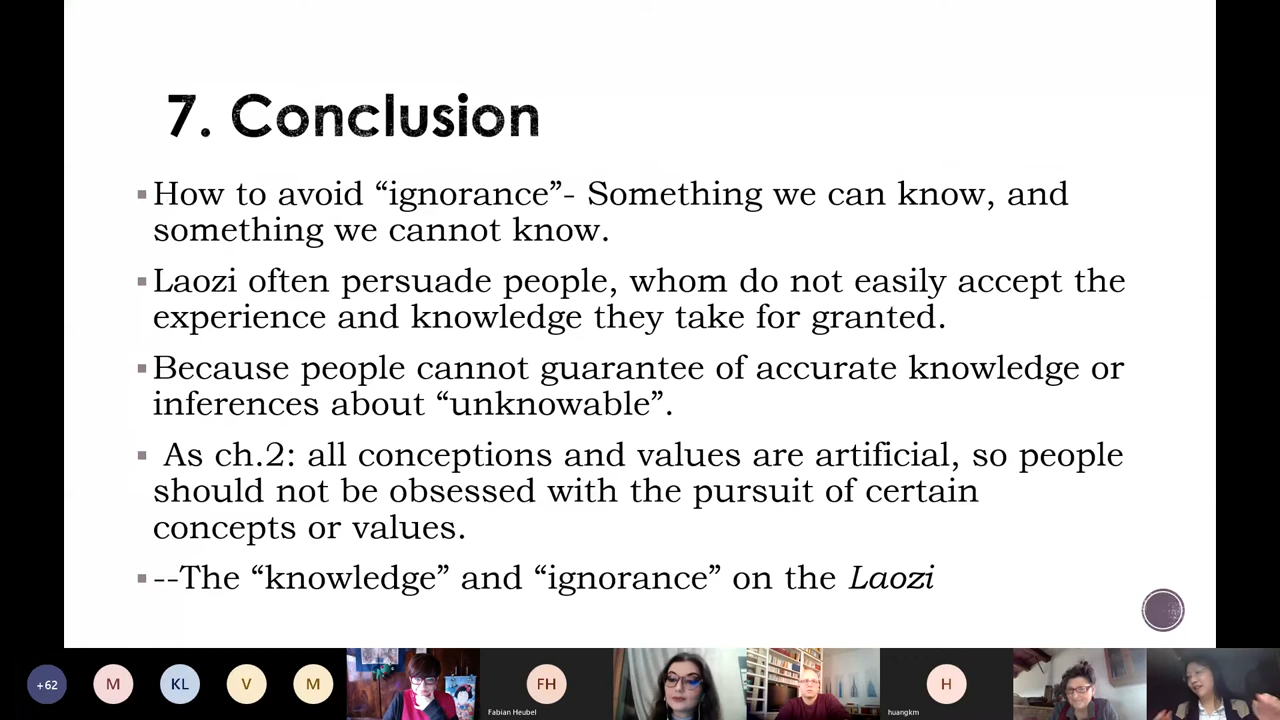 7. Conclusion
How to avoid “ignorance”- Something we can know, and
something we cannot know.
Laozi often persuade people, whom do not easily accept the
experience and knowledge they take for granted.
Because people cannot guarantee of accurate knowledge or
inferences about “unknowable”.
As ch.2: all conceptions and values are artificial, so people
should not be obsessed with the pursuit of certain
concepts or values.
--The “knowledge” and “ignorance” on the Laozi
+62
M
KL
V
M
FH
Fabian Heubel
H
huangkm